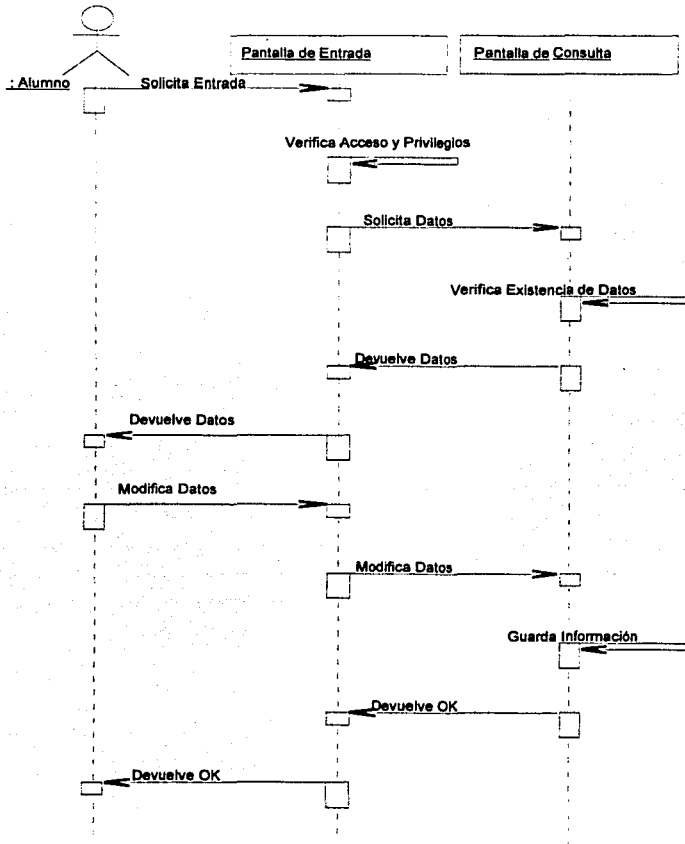 Pantalla de Entrada
Pantalla de Consulta
: Alumno
Solicita Entrada
Verifica Acceso y Privilegios
Solicita Datos
Verifica Existencia de Datos
Devuelve Datos
Devuelve Datos
Modifica Datos
Modifica Datos
Guarda Información
Devuelve OK
Devuelve OK